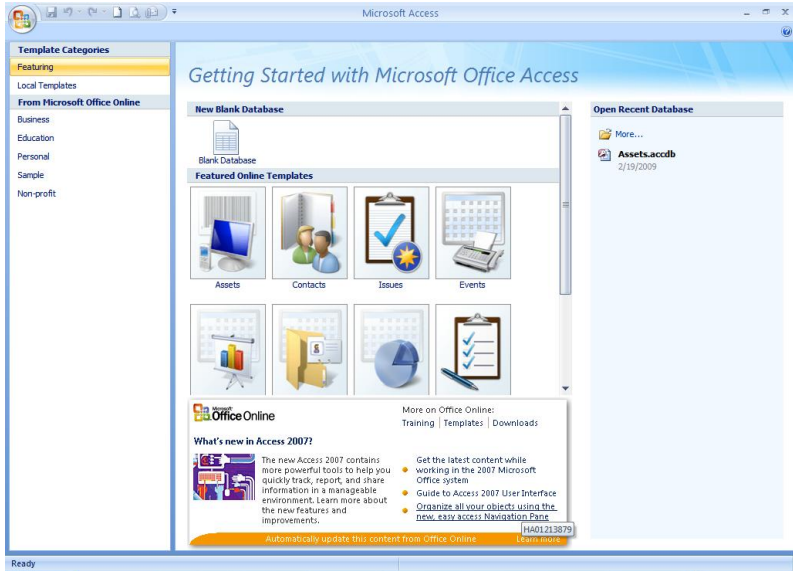 Microsoft Access
Template Categories
Featuring
Local Templates
From Microsoft Office Online
Business
Education
Personal
Sample
Non-profit
Getting Started with Microsoft Office Access
New Blank Database
Blank Database
Featured Online Templates
Assets
Contacts
Issues
Events
Microsoft
Office Online
More on Office Online:
Training | Templates | Downloads
What's new in Access 2007?
The new Access 2007 contains
more powerful tools to help you
quickly track, report, and share
information in a manageable
environment. Learn more about
the new features and
improvements.
Get the latest content while
working in the 2007 Microsoft
Office system
Guide to Access 2007 User Interface
Organize all your objects using the
new, easy access Navigation Pane
HA01213879
Automatically update this content from Office Online
Learn more
Open Recent Database
More...
Assets.accdb
2/19/2009
Ready